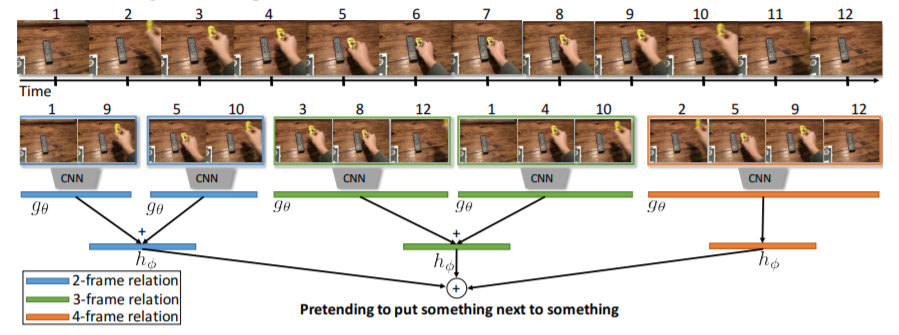 1 2 3 4 5 6 7 8 9 10 11 12
Time
1 9 5 10 3 8 12 1 4 10 2 5 9 12
CNN CNN CNN CNN CNN
gθ gθ gθ gθ gθ
+ +
hϕ hϕ hϕ
+
2-frame relation
3-frame relation
4-frame relation
Pretending to put something next to something